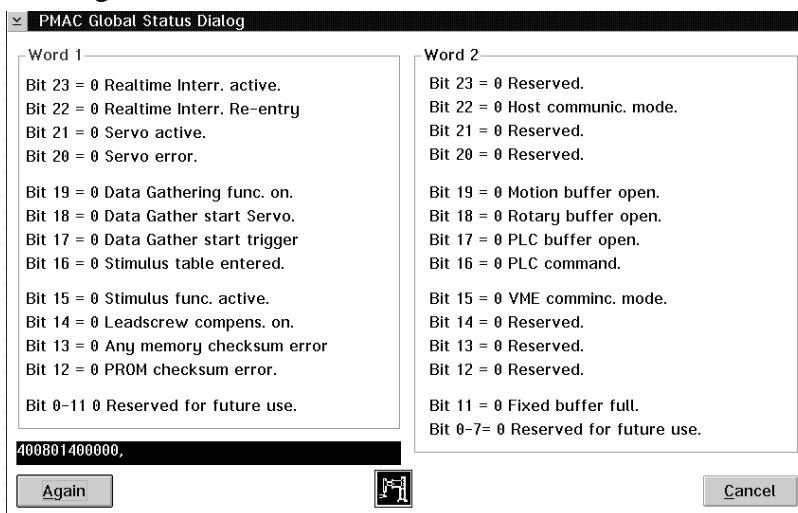 PMAC Global Status Dialog
Word 1
Bit 23 = 0 Realtime Interr. active.
Bit 22 = 0 Realtime Interr. Re-entry
Bit 21 = 0 Servo active.
Bit 20 = 0 Servo error.
Bit 19 = 0 Data Gathering func. on.
Bit 18 = 0 Data Gather start Servo.
Bit 17 = 0 Data Gather start trigger
Bit 16 = 0 Stimulus table entered.
Bit 15 = 0 Stimulus func. active.
Bit 14 = 0 Leadscrew compens. on.
Bit 13 = 0 Any memory checksum error
Bit 12 = 0 PROM checksum error.
Bit 0-11 0 Reserved for future use.
Word 2
Bit 23 = 0 Reserved.
Bit 22 = 0 Host communic. mode.
Bit 21 = 0 Reserved.
Bit 20 = 0 Reserved.
Bit 19 = 0 Motion buffer open.
Bit 18 = 0 Rotary buffer open.
Bit 17 = 0 PLC buffer open.
Bit 16 = 0 PLC command.
Bit 15 = 0 VME comminc. mode.
Bit 14 = 0 Reserved.
Bit 13 = 0 Reserved.
Bit 12 = 0 Reserved.
Bit 11 = 0 Fixed buffer full.
Bit 0-7= 0 Reserved for future use.
400801400000,
Again
Cancel